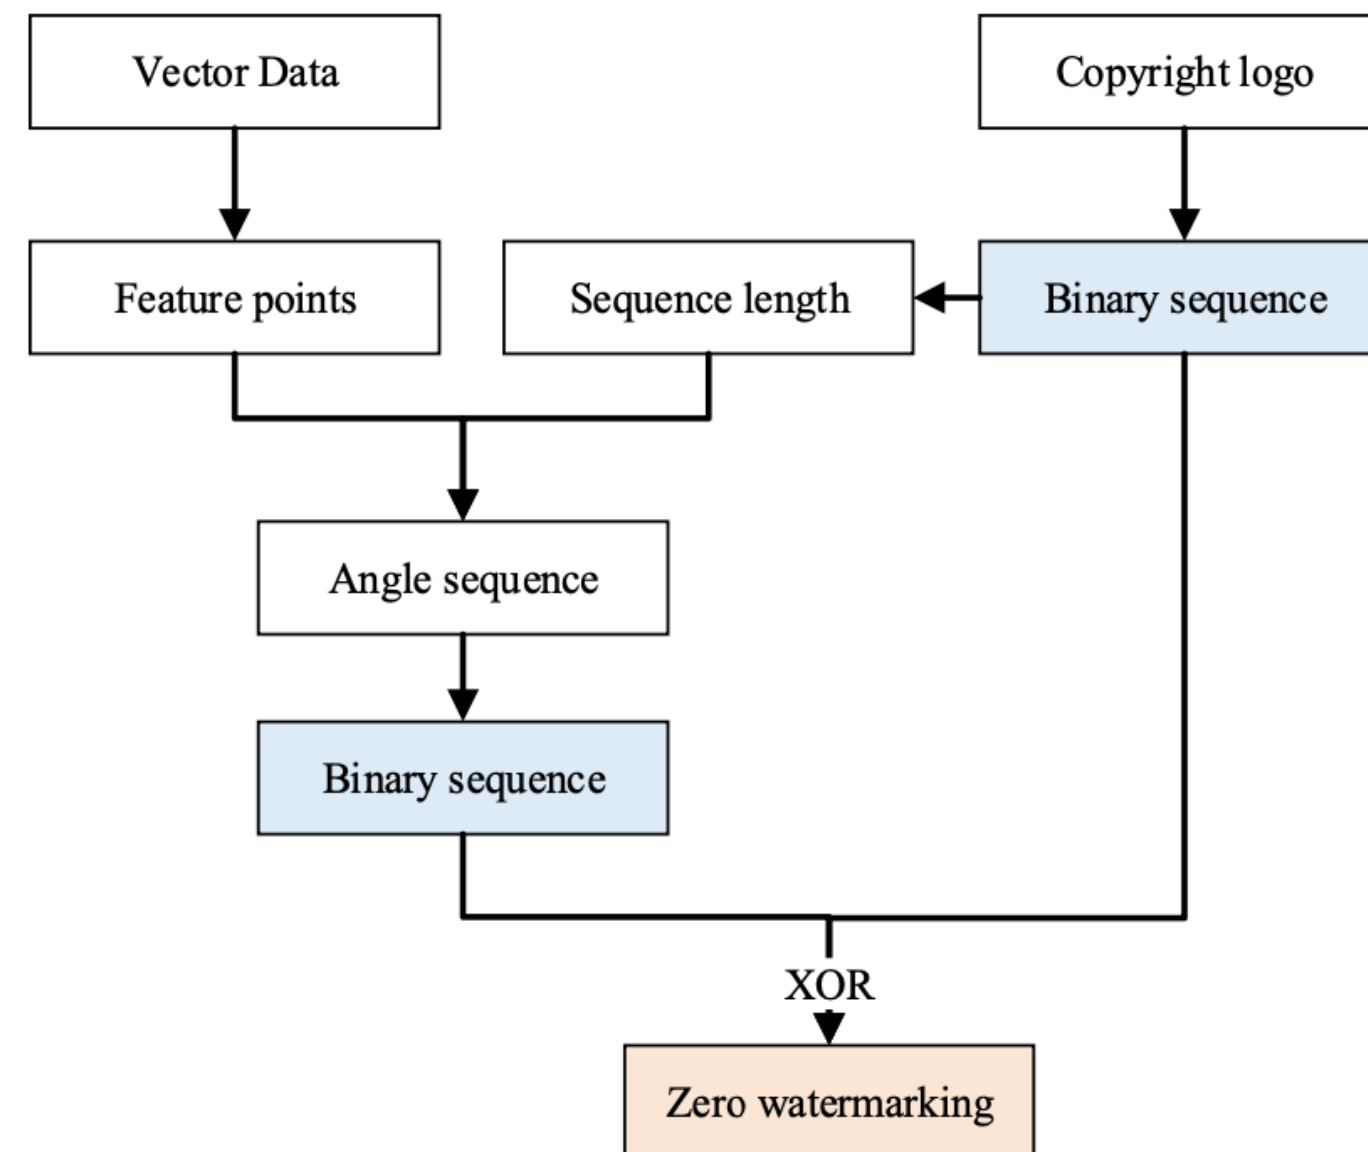 Vector Data
Copyright logo
Feature points
Sequence length
Binary sequence
Angle sequence
Binary sequence
XOR
Zero watermarking